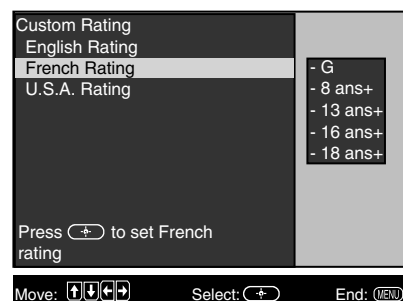 Custom Rating
English Rating
French Rating
U.S.A. Rating
- G
- 8 ans+
- 13 ans+
- 16 ans+
- 18 ans+
Press to set French
rating
Move: Select: End: MENU